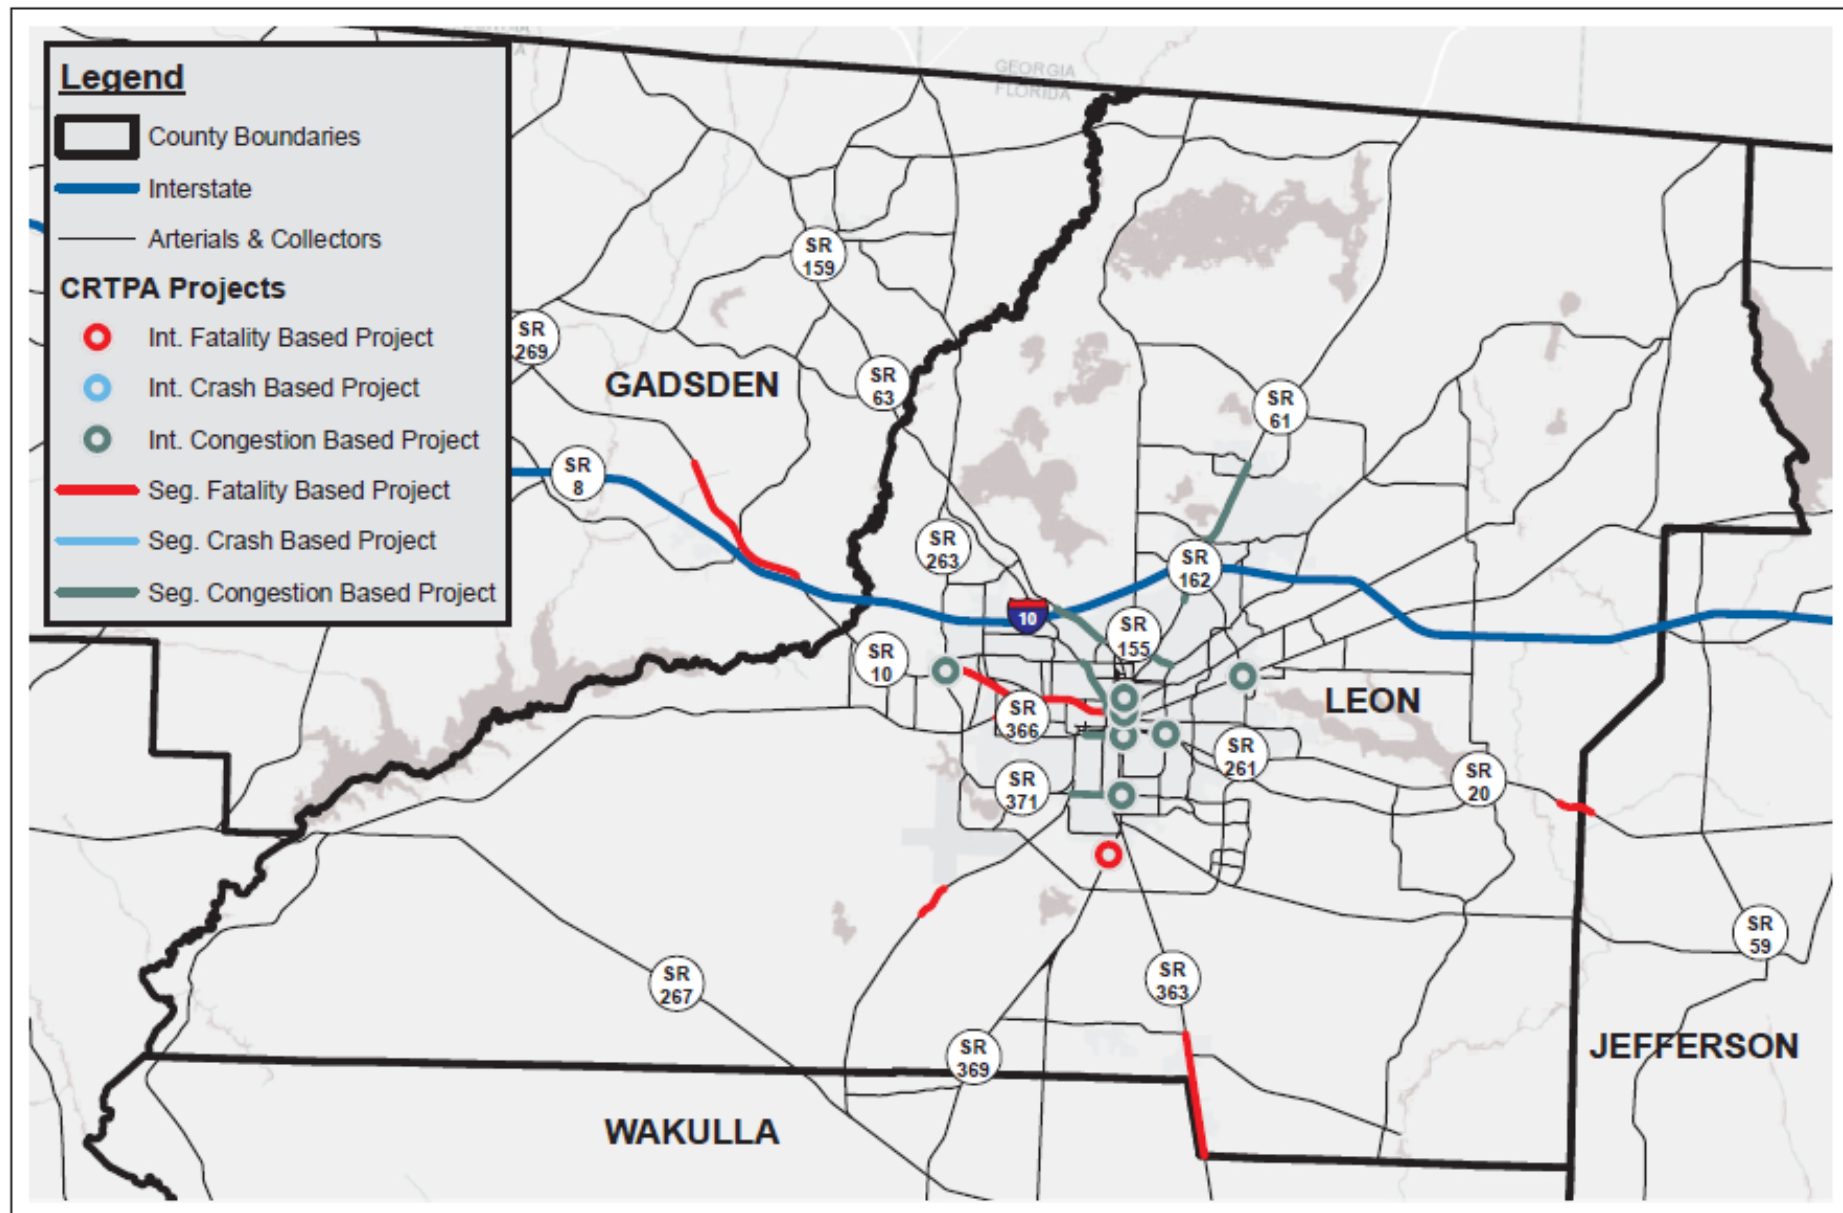 GEORGIA
FLORIDA
Legend
County Boundaries
Interstate
Arterials & Collectors
CRTPA Projects
Int. Fatality Based Project
Int. Crash Based Project
Int. Congestion Based Project
Seg. Fatality Based Project
Seg. Crash Based Project
Seg. Congestion Based Project
SR
159
SR
269
GADSDEN
SR
63
SR
61
SR
8
SR
263
SR
162
10
SR
155
SR
10
LEON
SR
366
SR
261
SR
371
SR
20
SR
59
SR
267
SR
363
SR
369
JEFFERSON
WAKULLA